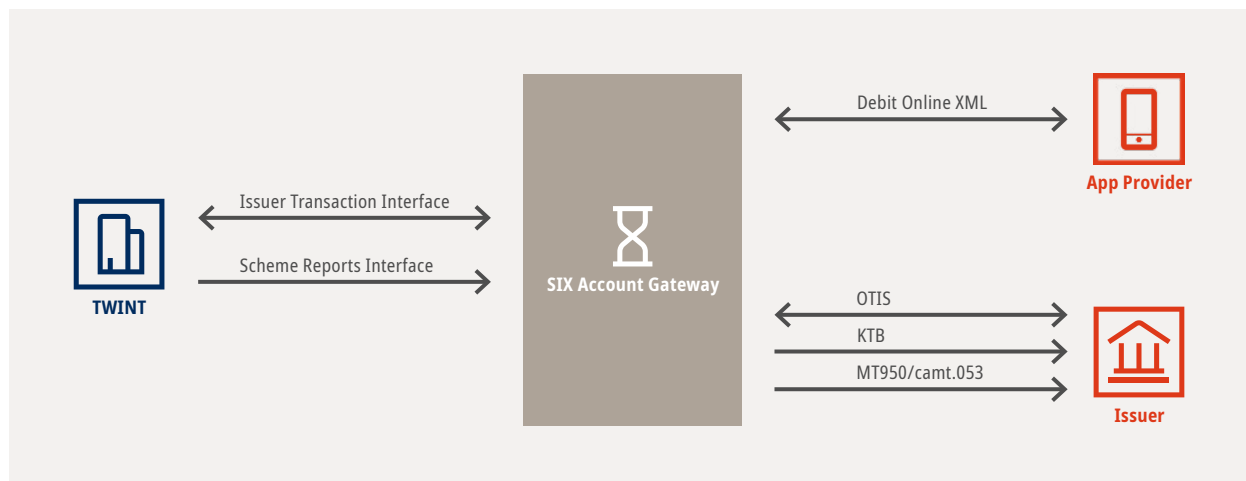 Debit Online XML
App Provider
Issuer Transaction Interface
Scheme Reports Interface
TWINT
SIX Account Gateway
OTIS
KTB
MT950/camt.053
Issuer